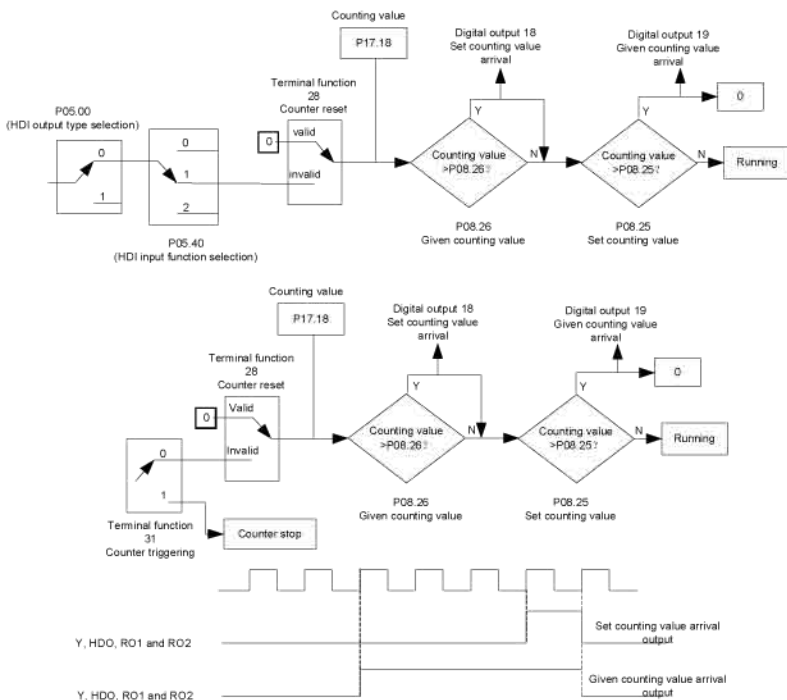 Counting value
P17.18
Digital output 18
Set counting value
arrival
Digital output 19
Given counting value
arrival
P05.00
(HDI output type selection)
Terminal function
28
Counter reset
0
1
0
1
2
0
valid
invalid
Counting value
>P08.26?
Y
N
Counting value
>P08.25?
Y
N
0
Running
P08.26
Given counting value
P08.25
Set counting value
P05.40
(HDI input function selection)
Counting value
P17.18
Digital output 18
Set counting value
arrival
Digital output 19
Given counting value
arrival
Terminal function
28
Counter reset
0
Valid
Invalid
0
1
Counting value
>P08.26?
Y
N
Counting value
>P08.25?
Y
N
0
Running
P08.26
Given counting value
P08.25
Set counting value
Terminal function
31
Counter triggering
Counter stop
Y, HDO, RO1 and RO2
Set counting value arrival
output
Y, HDO, RO1 and RO2
Given counting value arrival
output